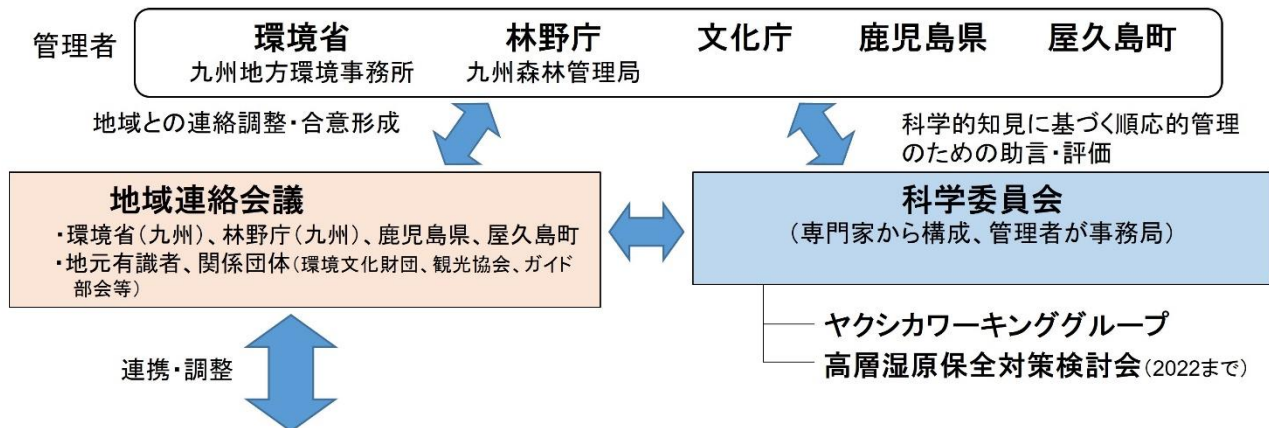 管理者
環境省 林野庁 文化庁 鹿児島県 屋久島町
九州地方環境事務所 九州森林管理局
地域との連絡調整・合意形成
科学的知見に基づく順応的管理
のための助言・評価
地域連絡会議
・環境省(九州)、林野庁(九州)、鹿児島県、屋久島町
・地元有識者、関係団体(環境文化財団、観光協会、ガイド
部会等)
科学委員会
(専門家から構成、管理者が事務局)
ヤクシカワーキンググループ
高層湿原保全対策検討会(2022まで)
連携・調整